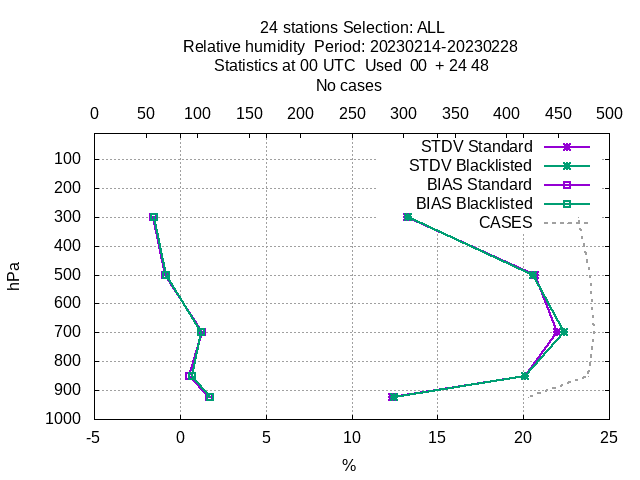 24 stations Selection: ALL
Relative humidity  Period: 20230214-20230228
Statistics at 00 UTC  Used  00  + 24 48
No cases
0 50 100 150 200 250 300 350 400 450 500
STDV Standard
STDV Blacklisted
BIAS Standard
BIAS Blacklisted
CASES
100
200
300
400
500
600
700
800
900
1000
hPa
-5 0 5 10 15 20 25
%